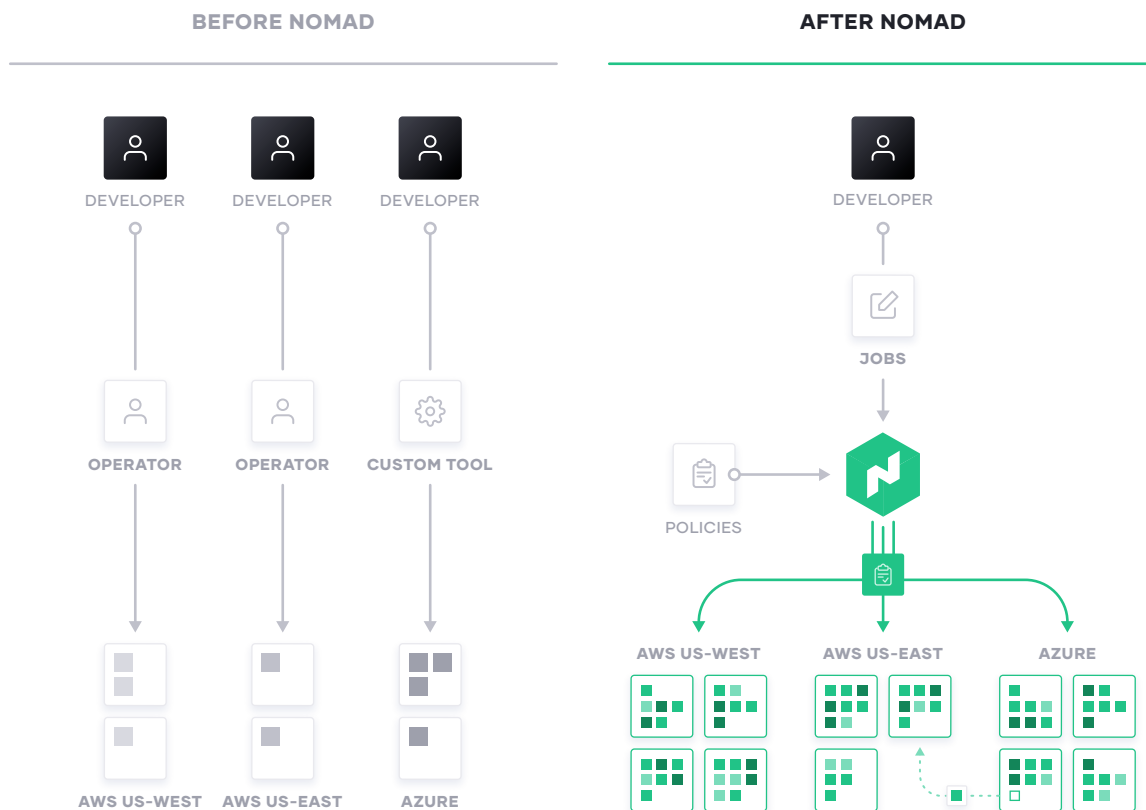 BEFORE NOMAD
DEVELOPER DEVELOPER DEVELOPER
OPERATOR OPERATOR CUSTOM TOOL
AWS US-WEST AWS US-EAST AZURE
AFTER NOMAD
DEVELOPER
JOBS
POLICIES
AWS US-WEST AWS US-EAST AZURE